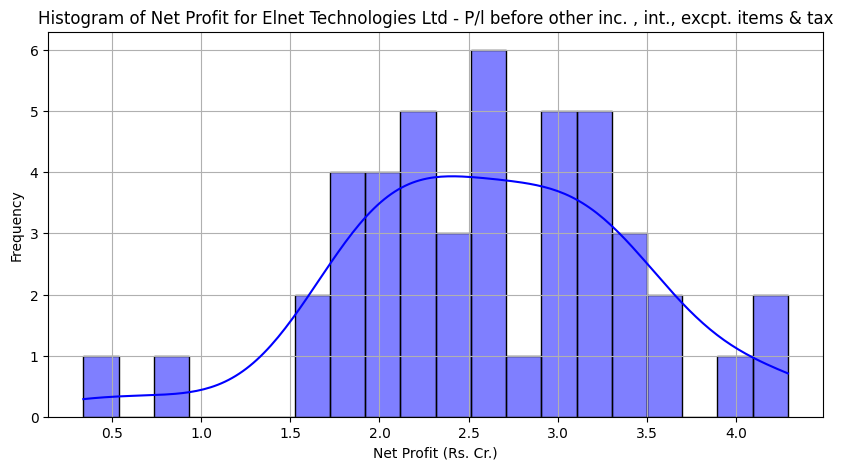 Histogram of Net Profit for Elnet Technologies Ltd - P/l before other inc. , int., excpt. items & tax
6
5
4
3
2
1
0
Frequency
0.5 1.0 1.5 2.0 2.5 3.0 3.5 4.0
Net Profit (Rs. Cr.)